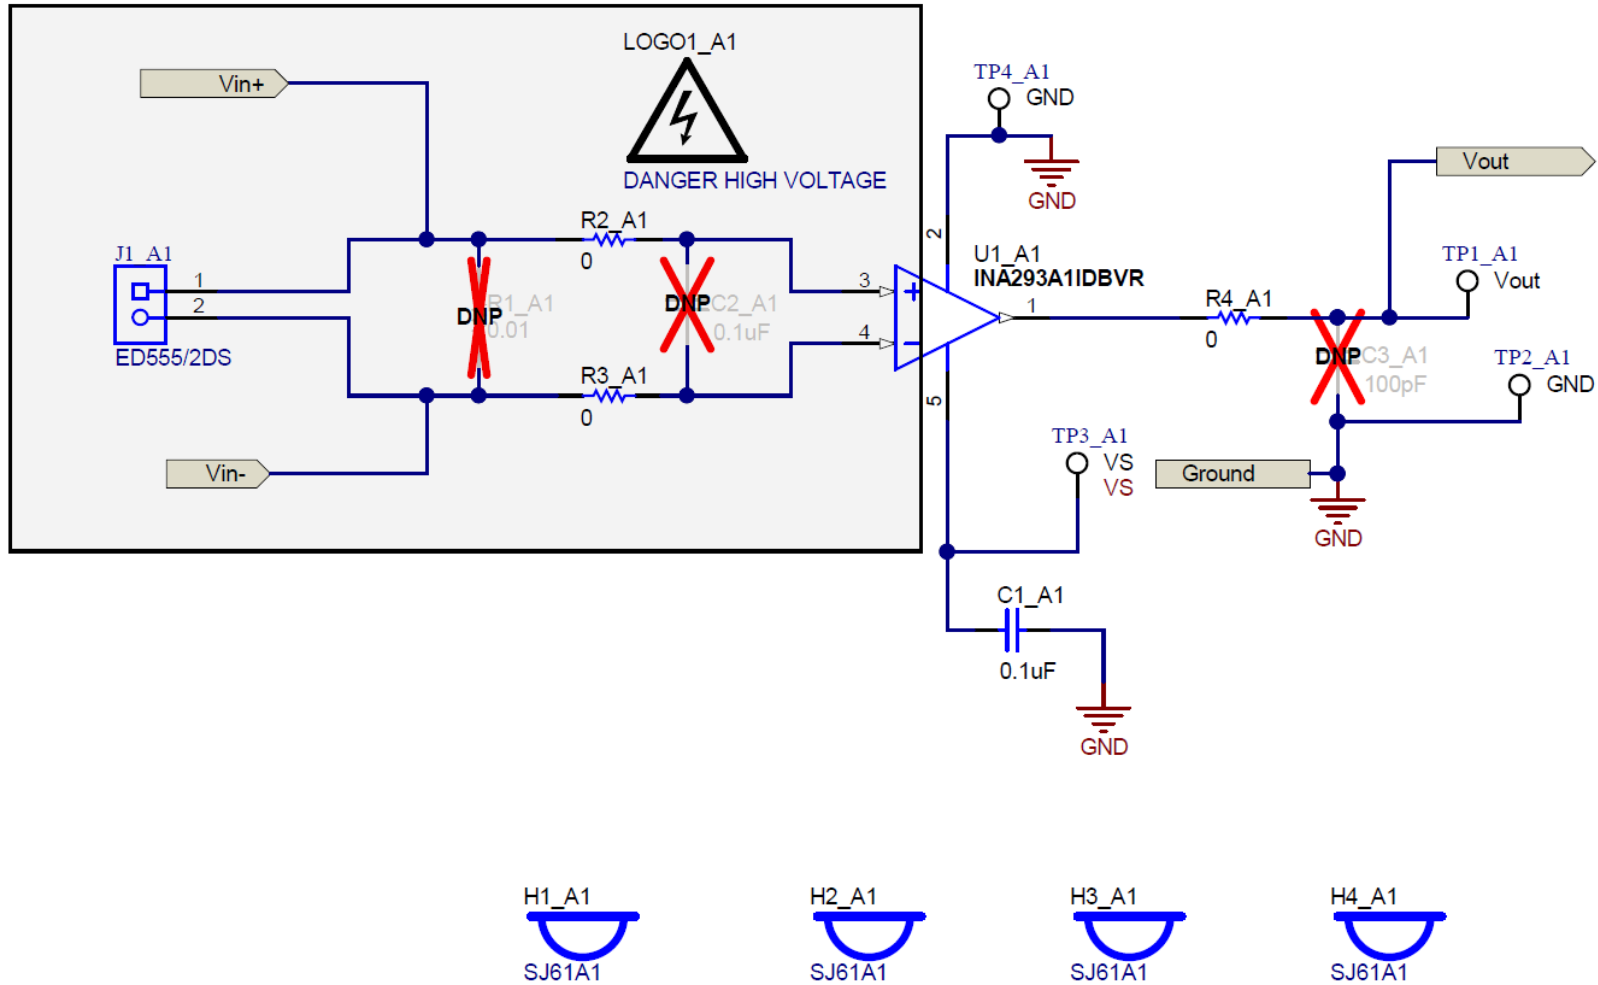 LOGO1_A1
DANGER HIGH VOLTAGE
Vin+
TP4_A1
GND
GND
Vout
J1_A1
1
2
ED555/2DS
R2_A1
0
DNP
R1_A1
0.01
DNP
C2_A1
0.1uF
R3_A1
0
Vin-
3
4
2
5
U1_A1
INA293A1IDBVR
1
R4_A1
0
TP1_A1
Vout
DNP
C3_A1
100pF
TP2_A1
GND
TP3_A1
VS
VS
Ground
GND
C1_A1
0.1uF
GND
H1_A1
SJ61A1
H2_A1
SJ61A1
H3_A1
SJ61A1
H4_A1
SJ61A1